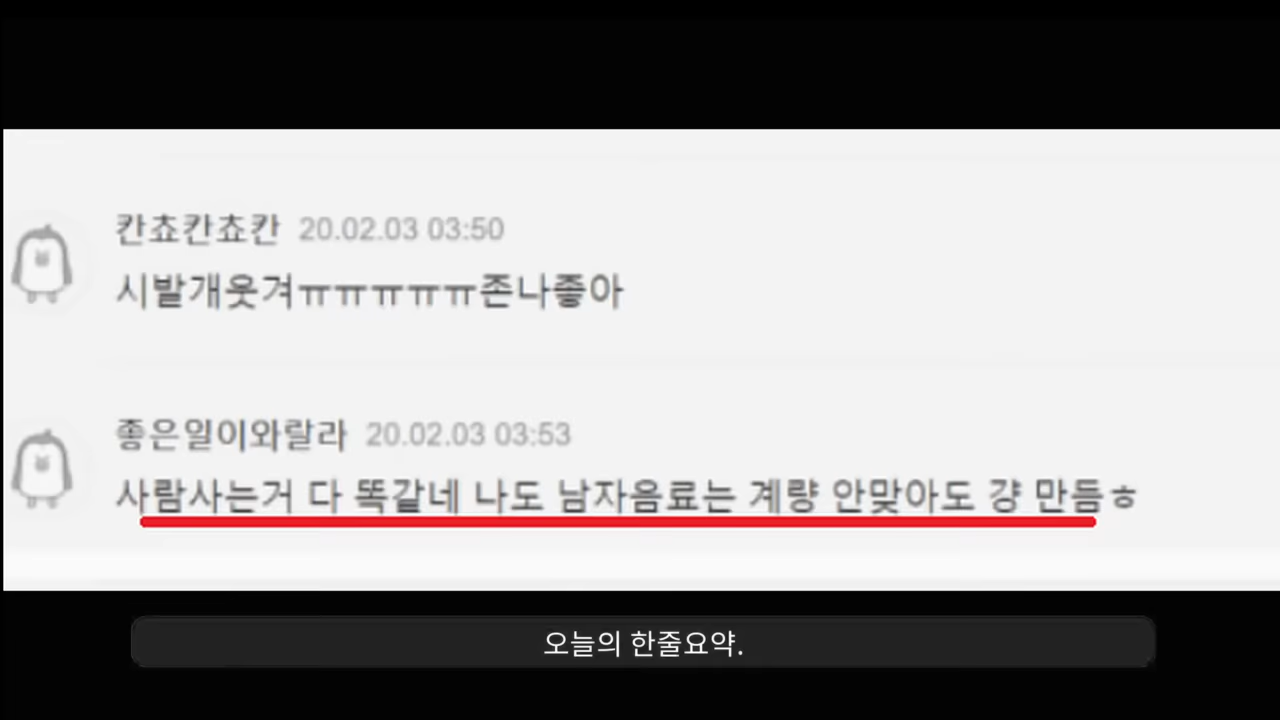 칸쵸칸쵸칸 20.02.03 03:50
시발개웃겨ㅠㅠㅠㅠㅠ존나좋아
좋은일이와랄라 20.02.03 03:53
사람사는거 다 똑같네 나도 남자음료는 계량 안맞아도 걍 만듬ㅎ
오늘의 한줄요약.